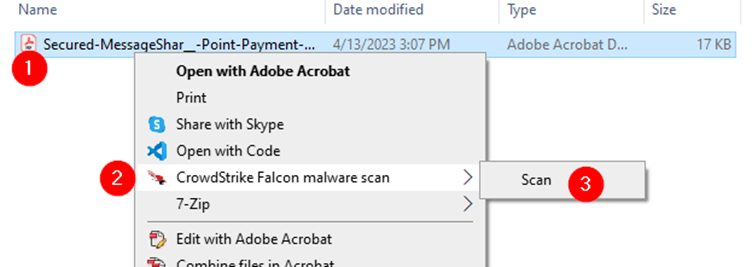 Name Date modified Type Size
Secured-MessageShar__-Point-Payment-... 4/13/2023 3:07 PM Adobe Acrobat D... 17 KB
1
Open with Adobe Acrobat
Print
Share with Skype
Open with Code
2 CrowdStrike Falcon malware scan Scan 3
7-Zip
Edit with Adobe Acrobat
Combine files in Acrobat